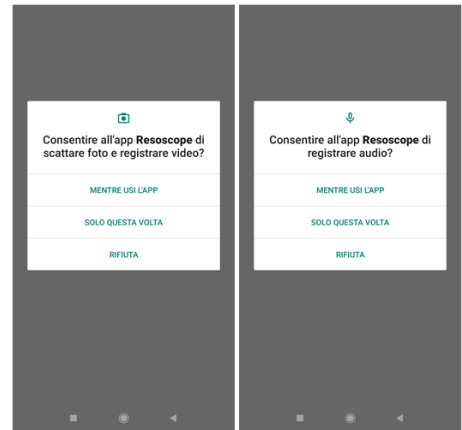 Consentire all'app Resoscope di
scattare foto e registrare video?
MENTRE USI L'APP
SOLO QUESTA VOLTA
RIFIUTA
Consentire all'app Resoscope di
registrare audio?
MENTRE USI L'APP
SOLO QUESTA VOLTA
RIFIUTA